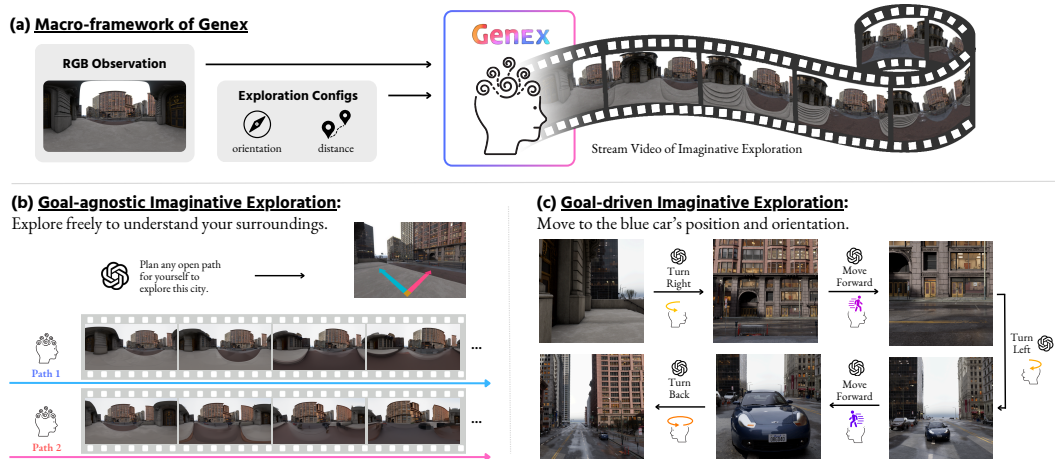 (a) Macro-framework of Genex
RGB Observation
Exploration Configs
orientation
distance
GenEx
Stream Video of Imaginative Exploration
(b) Goal-agnostic Imaginative Exploration:
Explore freely to understand your surroundings.
Plan any open path
for yourself to
explore this city.
Path 1
...
Path 2
...
(c) Goal-driven Imaginative Exploration:
Move to the blue car's position and orientation.
Turn
Right
Move
Forward
Turn
Left
Move
Forward
Turn
Back